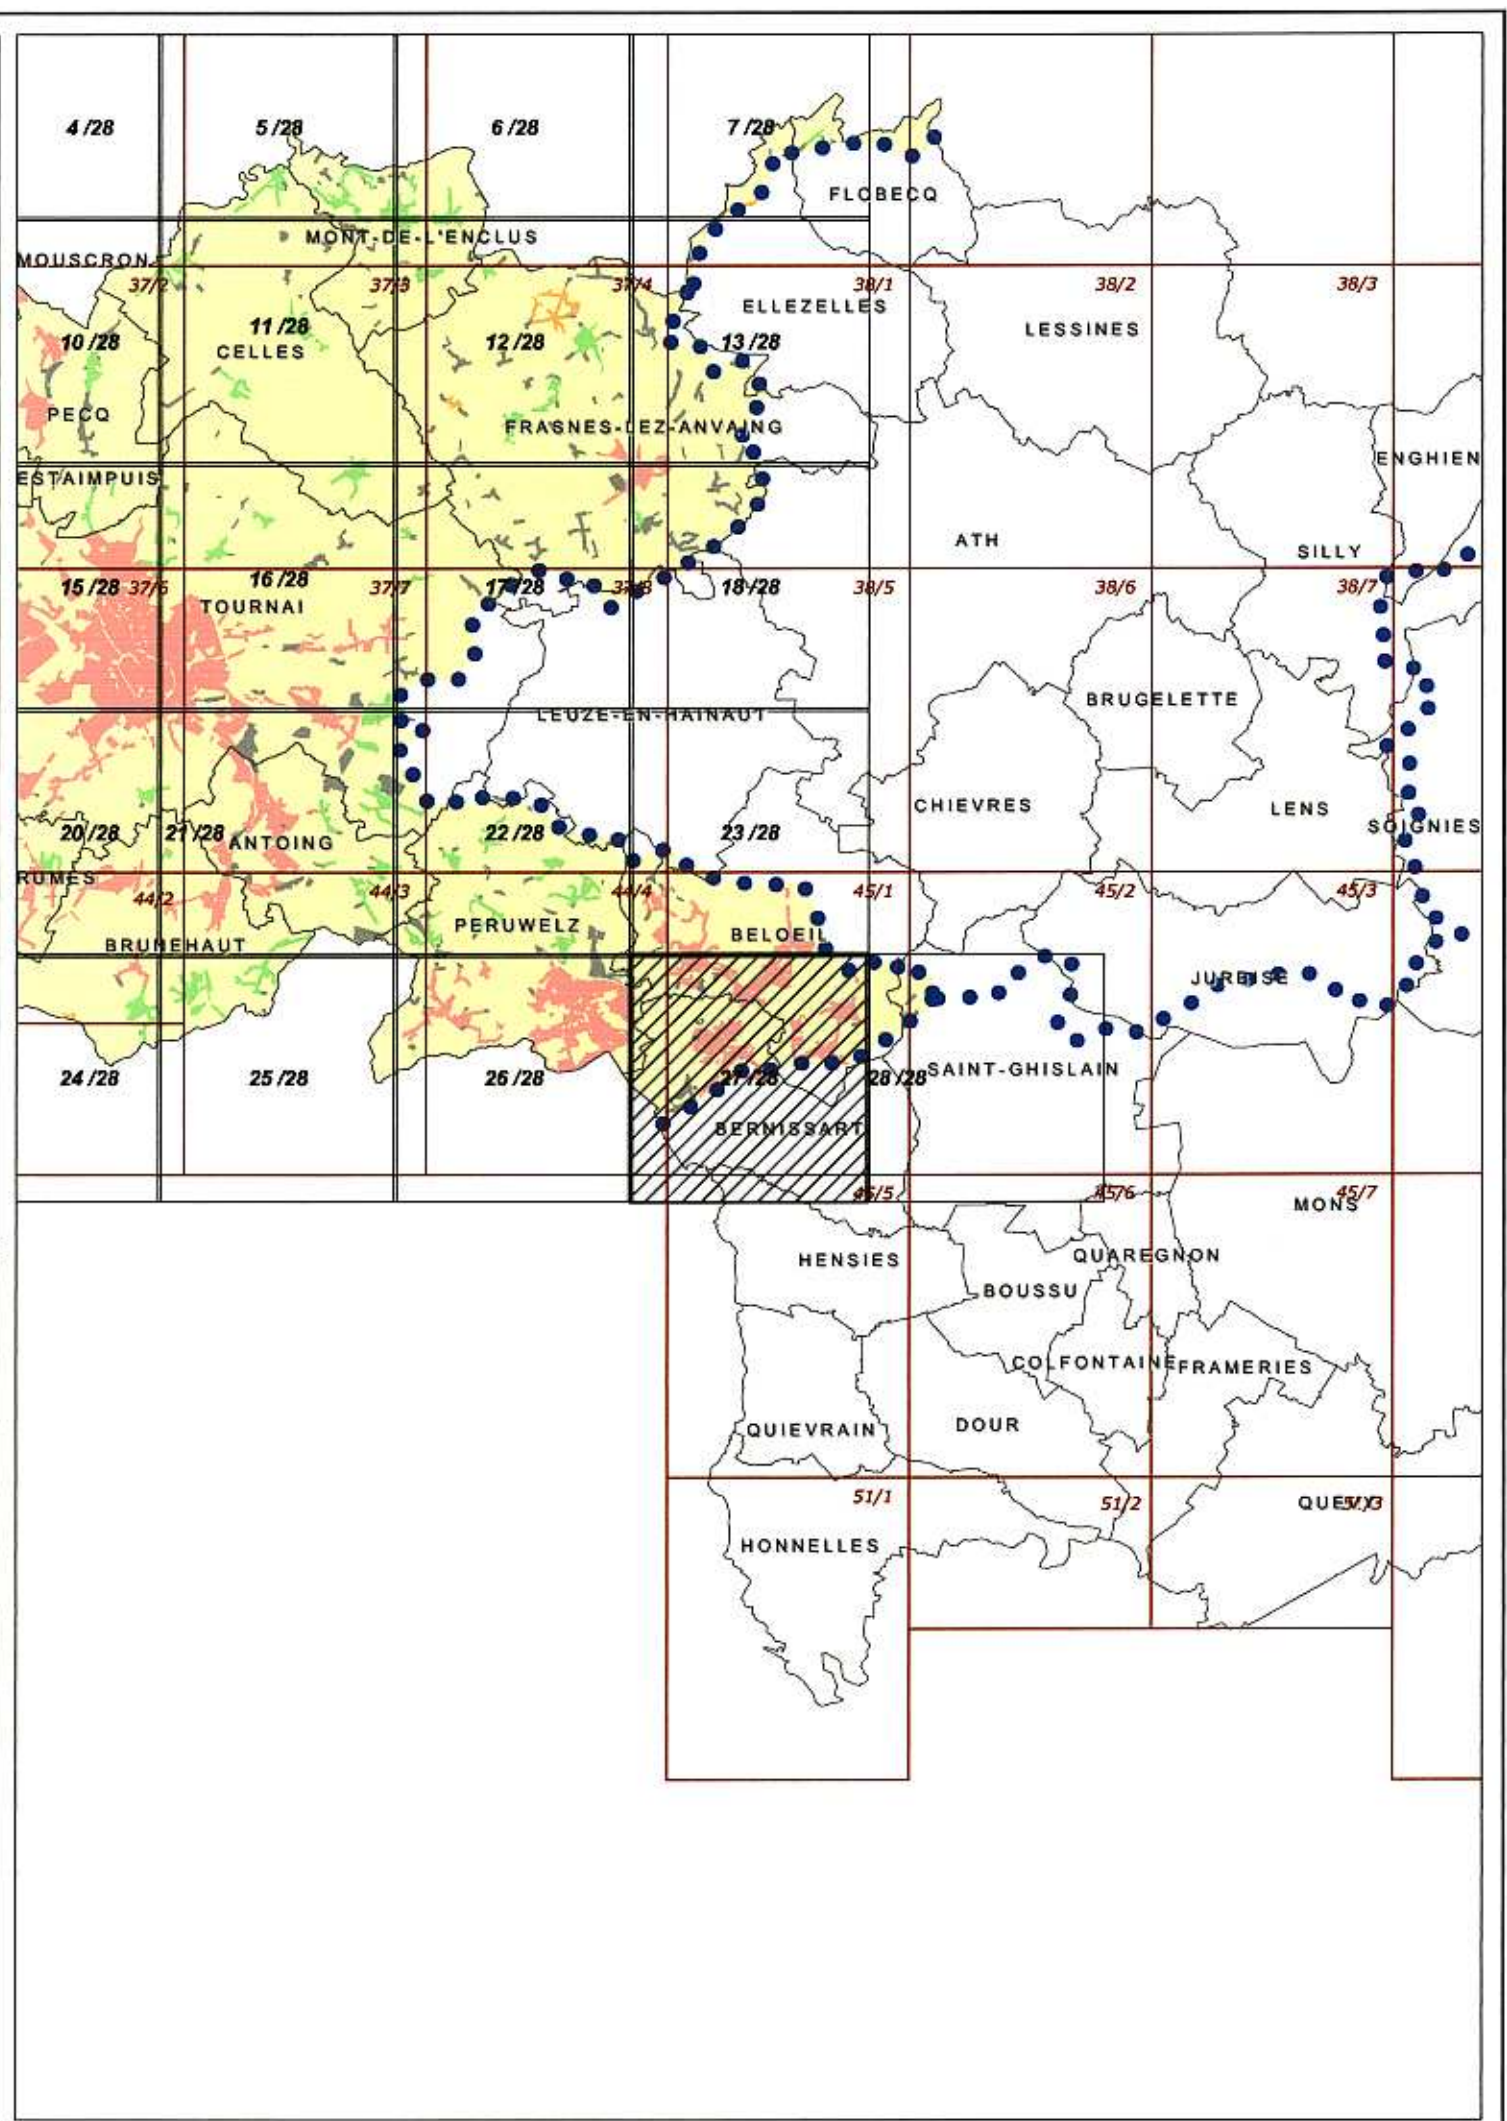 4 /28 5 /28 6 /28 7 /28
FLOBECQ
MONT-DE-L'ENCLUS
MOUSCRON
37/2 37/3 37/4 38/1 38/2 38/3
ELLEZELLES
11 /28 LESSINES
10 /28 12 /28 13 /28
CELLES
PECQ
FRASNES-LEZ-ANVAING
ENGHIEN
ESTAIMPUIS
ATH
SILLY
15 /28 37/6 16 /28 37/7 17 /28 37/8 18 /28 38/5 38/6 38/7
TOURNAI
BRUGELETTE
LEUZE-EN-HAINAUT
CHIEVRES LENS
SOIGNIES
20 /28 21 /28 ANTOING 22 /28 23 /28
RUMES
44/2 44/3 44/4 45/1 45/2 45/3
PERUWELZ
BELOEIL
BRUNEHAUT
JURBISE
SAINT-GHISLAIN
24 /28 25 /28 26 /28 27 /28 28 /28
BERNISSART
45/5 45/6 45/7
MONS
QUAREGNON
HENSIES
BOUSSU
COLFONTAINE FRAMERIES
DOUR
QUIEVRAIN
51/1 51/2 QUEVY 51/3
HONNELLES